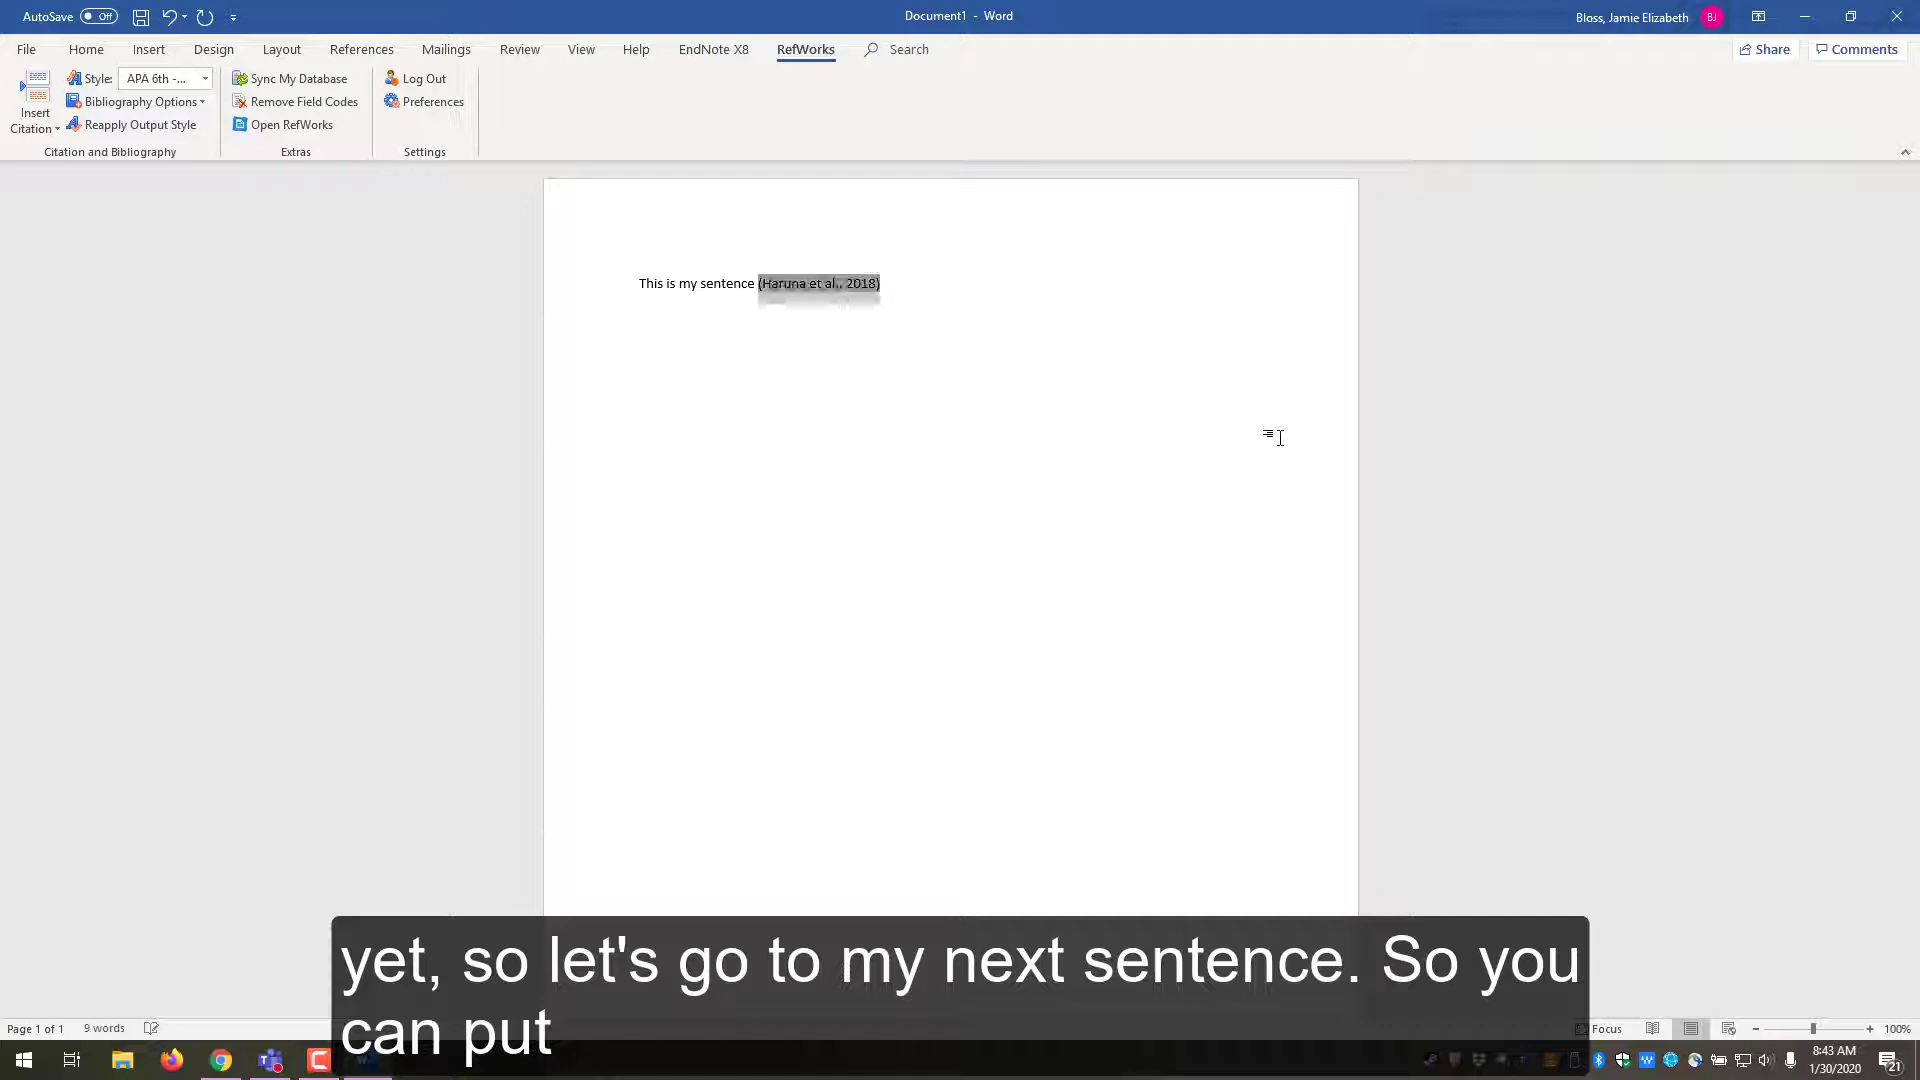 AutoSave Off
Document1 - Word
Bloss, Jamie Elizabeth BJ
File Home Insert Design Layout References Mailings Review View Help EndNote X8 RefWorks Search
Share Comments
Insert
Citation
Style: APA 6th -...
Bibliography Options
Reapply Output Style
Citation and Bibliography
Sync My Database
Remove Field Codes
Open RefWorks
Extras
Log Out
Preferences
Settings
This is my sentence (Haruna et al., 2018)
yet, so let's go to my next sentence. So you
can put
Page 1 of 1 9 words
Focus 100%
8:43 AM
1/30/2020
21